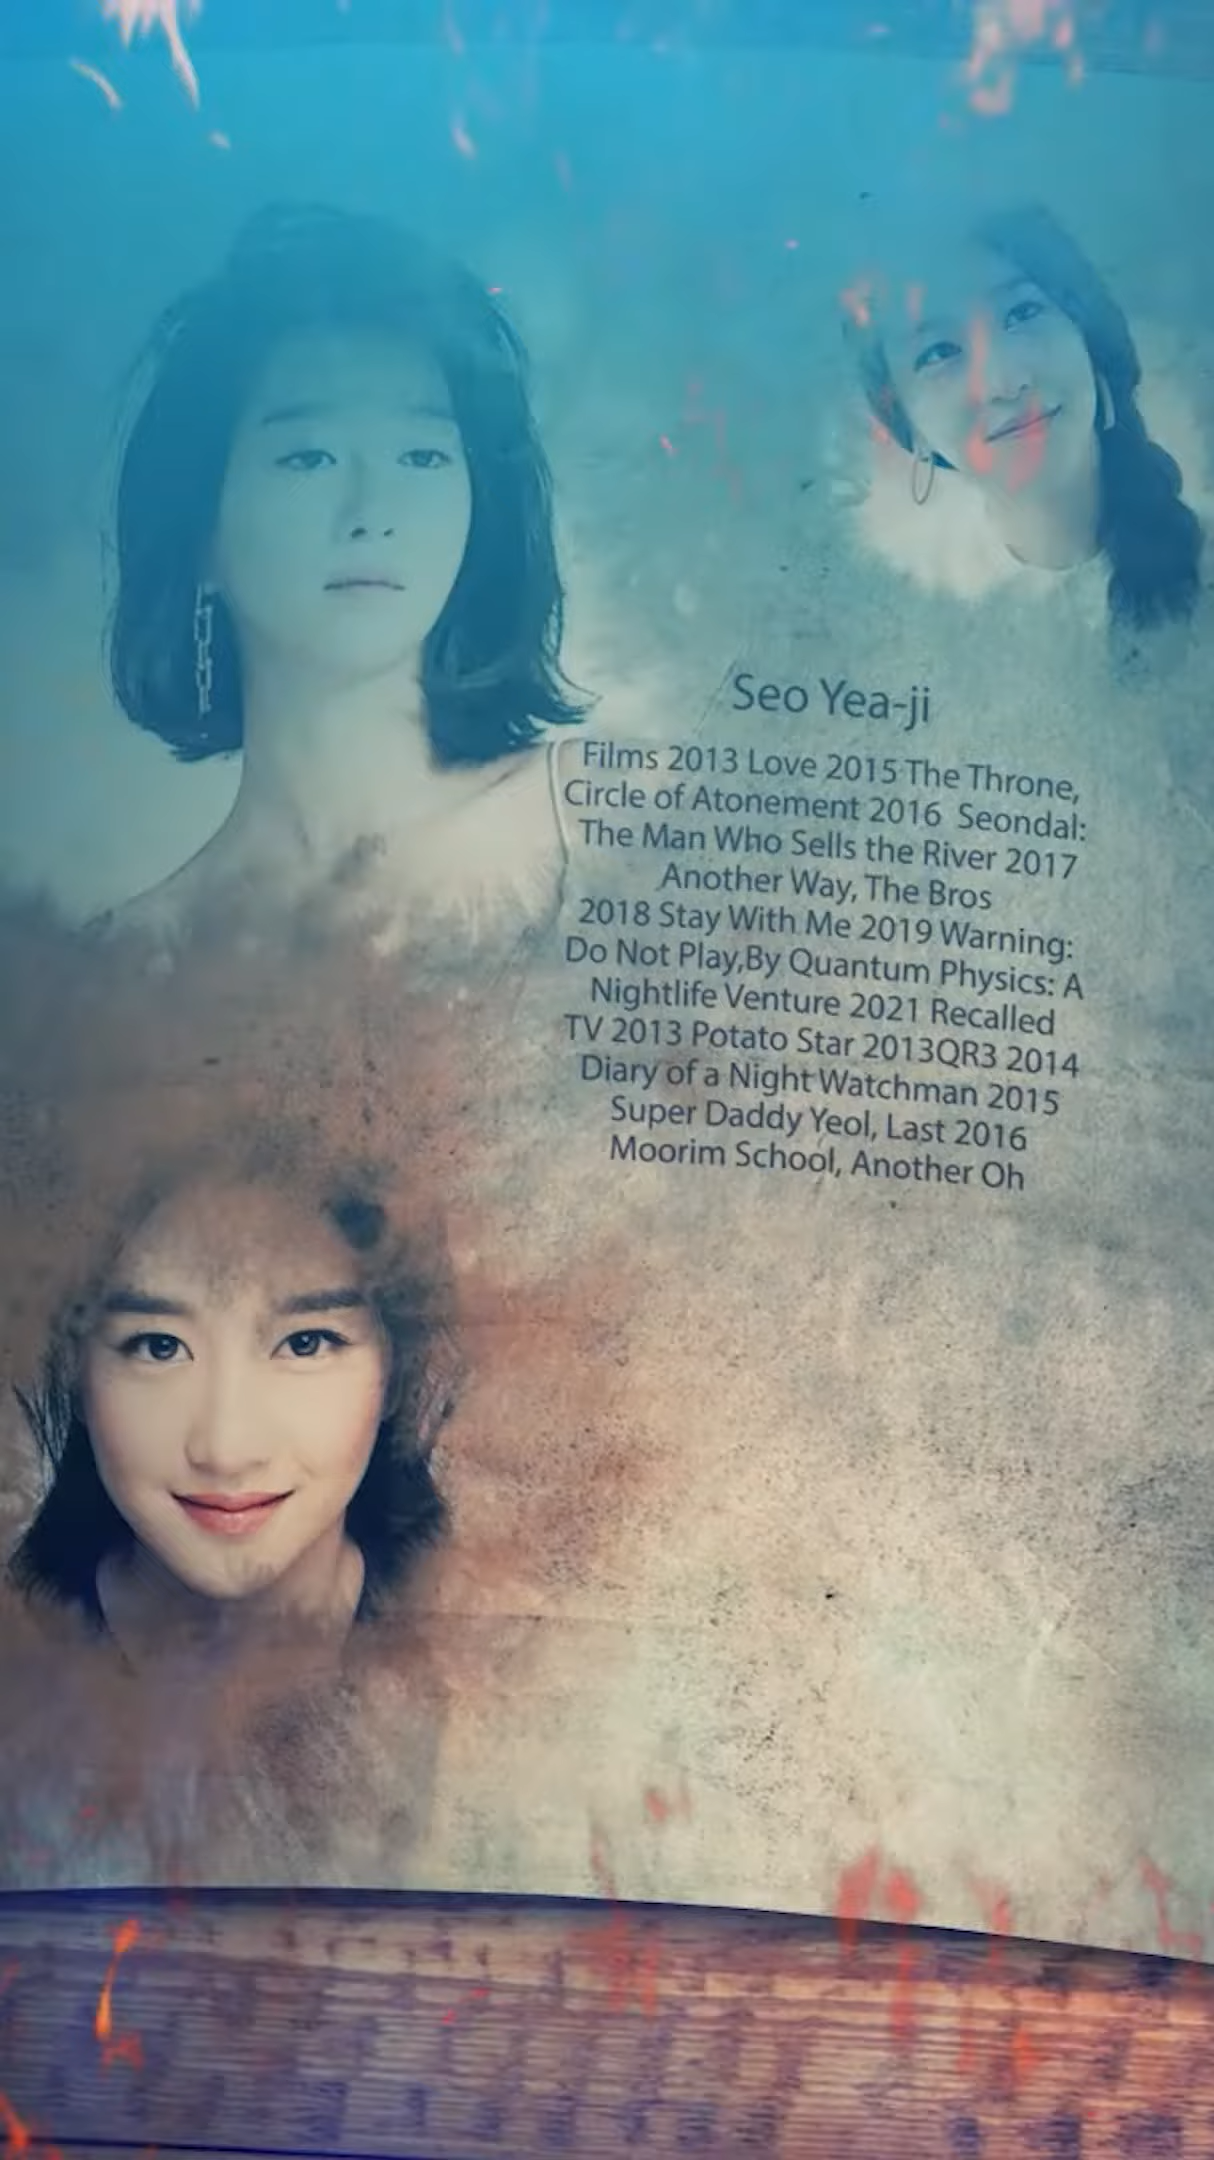 Seo Yea-ji
Films 2013 Love 2015 The Throne,
Circle of Atonement 2016 Seondal:
The Man Who Sells the River 2017
Another Way, The Bros
2018 Stay With Me 2019 Warning:
Do Not Play,By Quantum Physics: A
Nightlife Venture 2021 Recalled
TV 2013 Potato Star 2013QR3 2014
Diary of a Night Watchman 2015
Super Daddy Yeol, Last 2016
Moorim School, Another Oh